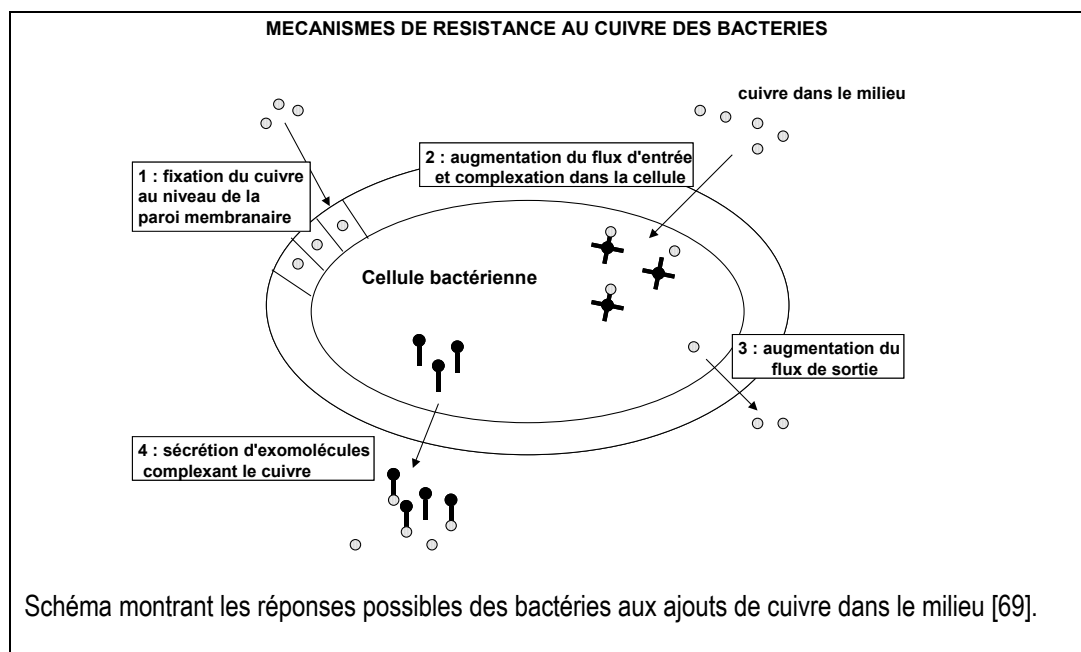 MECANISMES DE RESISTANCE AU CUIVRE DES BACTERIES
cuivre dans le milieu
2 : augmentation du flux d'entrée
et complexation dans la cellule
1 : fixation du cuivre
au niveau de la
paroi membranaire
Cellule bactérienne
3 : augmentation du
flux de sortie
4 : sécrétion d'exomolécules
complexant le cuivre
Schéma montrant les réponses possibles des bactéries aux ajouts de cuivre dans le milieu [69].